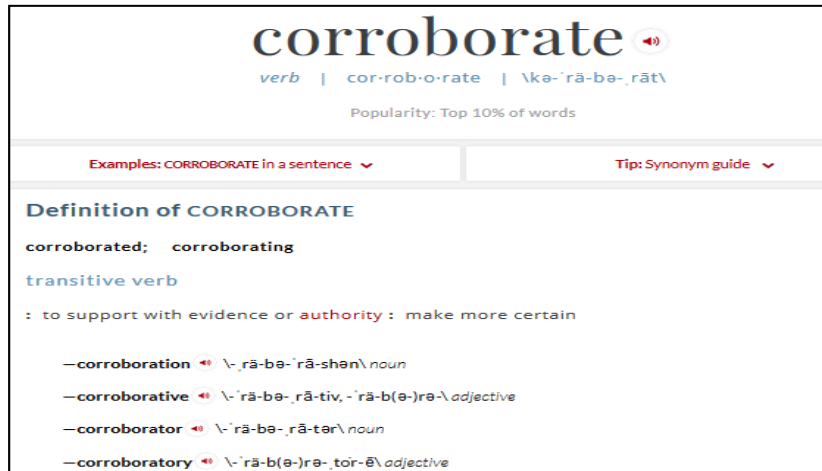 corroborate
verb | cor·rob·o·rate | \kə-ˈrä-bə-ˌrāt\
Popularity: Top 10% of words
Examples: CORROBORATE in a sentence Tip: Synonym guide
Definition of CORROBORATE
corroborated; corroborating
transitive verb
: to support with evidence or authority : make more certain
—corroboration \-ˌrä-bə-ˈrā-shən\ noun
—corroborative \-ˈrä-bə-ˌrā-tiv, -ˈrä-b(ə-)rə-\ adjective
—corroborator \-ˈrä-bə-ˌrā-tər\ noun
—corroboratory \-ˈrä-b(ə-)rə-ˌtȯr-ē\ adjective